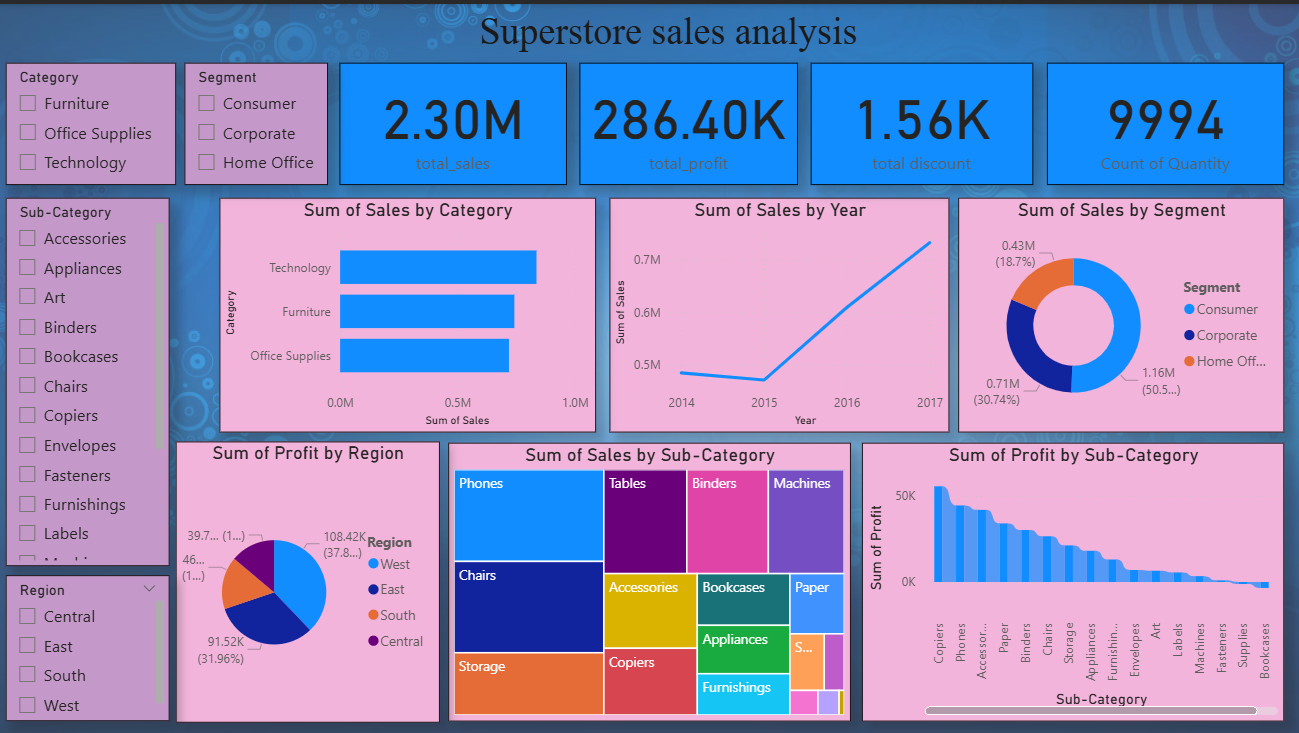 Superstore sales analysis
Category
Furniture
Office Supplies
Technology
Segment
Consumer
Corporate
Home Office
2.30M
total_sales
286.40K
total_profit
1.56K
total discount
9994
Count of Quantity
Sub-Category
Accessories
Appliances
Art
Binders
Bookcases
Chairs
Copiers
Envelopes
Fasteners
Furnishings
Labels
Region
Central
East
South
West
Sum of Sales by Category
Category
Technology
Furniture
Office Supplies
0.0M 0.5M 1.0M
Sum of Sales
Sum of Sales by Year
Sum of Sales
0.7M
0.6M
0.5M
2014 2015 2016 2017
Year
Sum of Sales by Segment
0.43M
(18.7%)
0.71M
(30.74%)
1.16M
(50.5...)
Segment
Consumer
Corporate
Home Off...
Sum of Profit by Region
39.7... (1...)
46...
(1...)
91.52K
(31.96%)
108.42K
(37.8...)
Region
West
East
South
Central
Sum of Sales by Sub-Category
Phones
Chairs
Storage
Tables
Binders
Machines
Accessories
Copiers
Bookcases
Appliances
Furnishings
Paper
S...
Sum of Profit by Sub-Category
Sum of Profit
50K
0K
Copiers
Phones
Accessor...
Paper
Binders
Chairs
Storage
Appliances
Furnishin...
Envelopes
Art
Labels
Machines
Fasteners
Supplies
Bookcases
Sub-Category